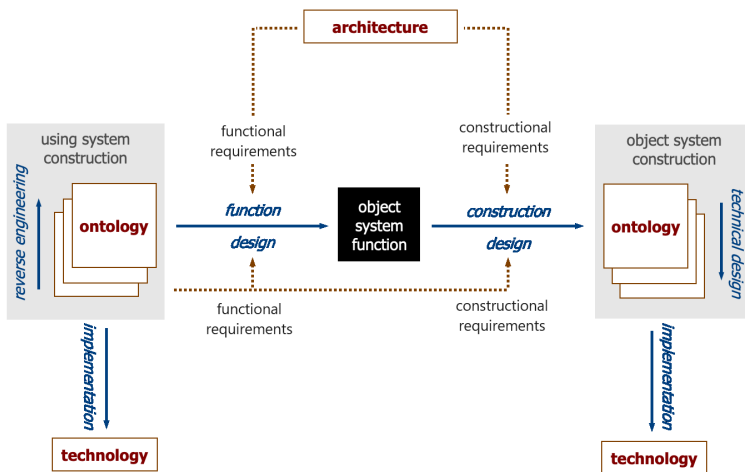 architecture
using system
construction
reverse engineering
ontology
functional
requirements
function
design
functional
requirements
object
system
function
constructional
requirements
construction
design
constructional
requirements
object system
construction
ontology
technical design
implementation
technology
implementation
technology